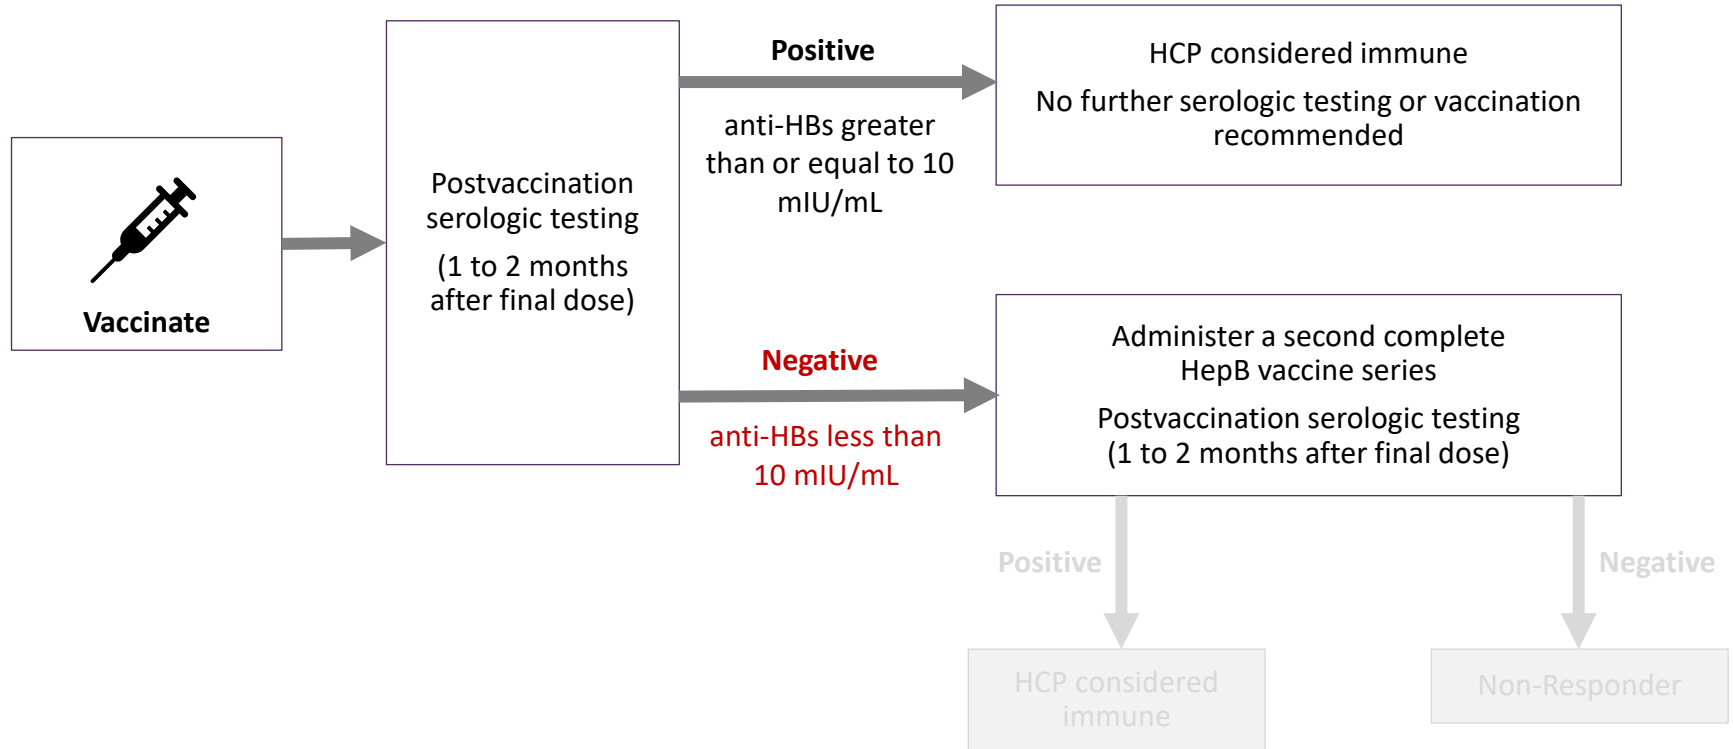 Vaccinate
Postvaccination
serologic testing
(1 to 2 months
after final dose)
Positive
anti-HBs greater
than or equal to 10
mIU/mL
HCP considered immune
No further serologic testing or vaccination
recommended
Negative
anti-HBs less than
10 mIU/mL
Administer a second complete
HepB vaccine series
Postvaccination serologic testing
(1 to 2 months after final dose)
Positive
Negative
HCP considered
immune
Non-Responder